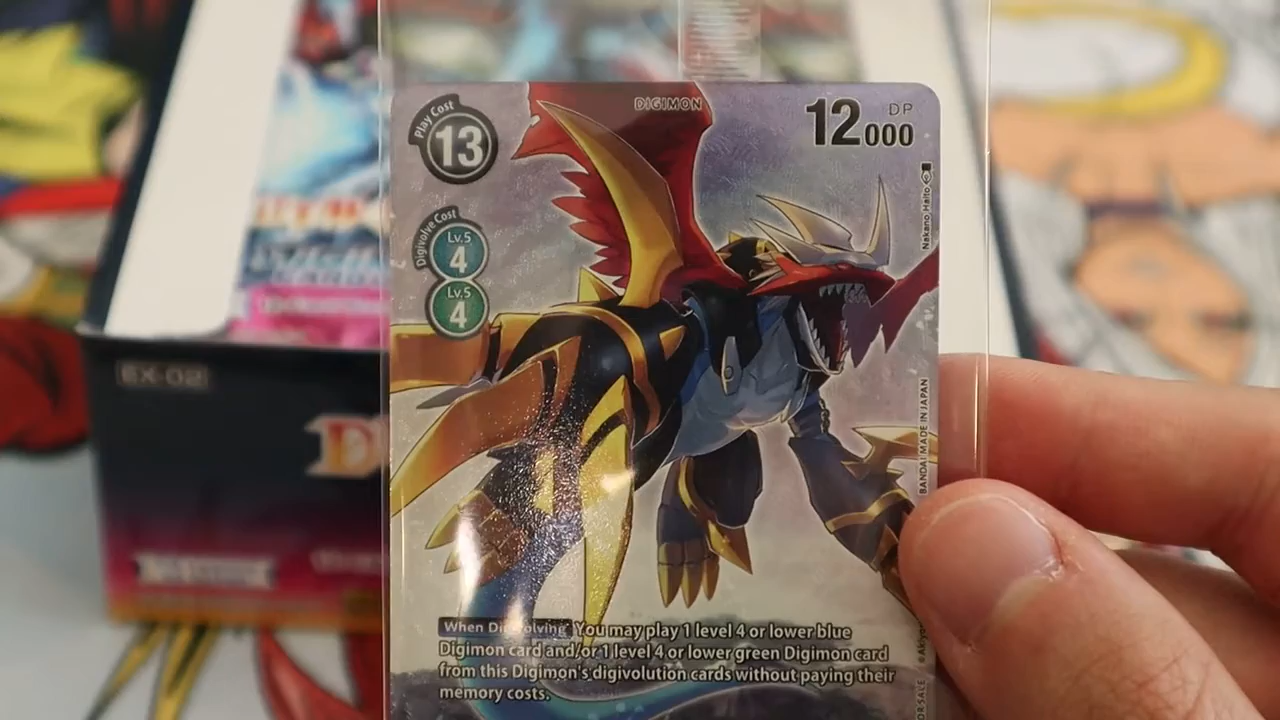 DIGIMON
Play Cost
13
12000
DP
Digivolve Cost
Lv.5
4
Lv.5
4
Nakano Haito
BANDAI MADE IN JAPAN
EX-02
When Digivolving You may play 1 level 4 or lower blue
Digimon card and/or 1 level 4 or lower green Digimon card
from this Digimon's digivolution cards without paying their
memory costs.